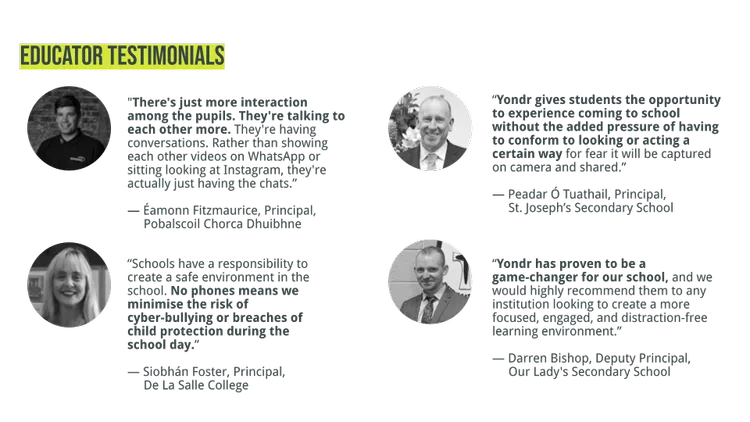 EDUCATOR TESTIMONIALS
"There's just more interaction
among the pupils. They're talking to
each other more. They're having
conversations. Rather than showing
each other videos on WhatsApp or
sitting looking at Instagram, they're
actually just having the chats.”
— Éamonn Fitzmaurice, Principal,
Pobalscoil Chorca Dhuibhne
“Yondr gives students the opportunity
to experience coming to school
without the added pressure of having
to conform to looking or acting a
certain way for fear it will be captured
on camera and shared.”
— Peadar Ó Tuathail, Principal,
St. Joseph’s Secondary School
“Schools have a responsibility to
create a safe environment in the
school. No phones means we
minimise the risk of
cyber-bullying or breaches of
child protection during the
school day.“
— Siobhán Foster, Principal,
De La Salle College
“Yondr has proven to be a
game-changer for our school, and we
would highly recommend them to any
institution looking to create a more
focused, engaged, and distraction-free
learning environment.”
— Darren Bishop, Deputy Principal,
Our Lady's Secondary School